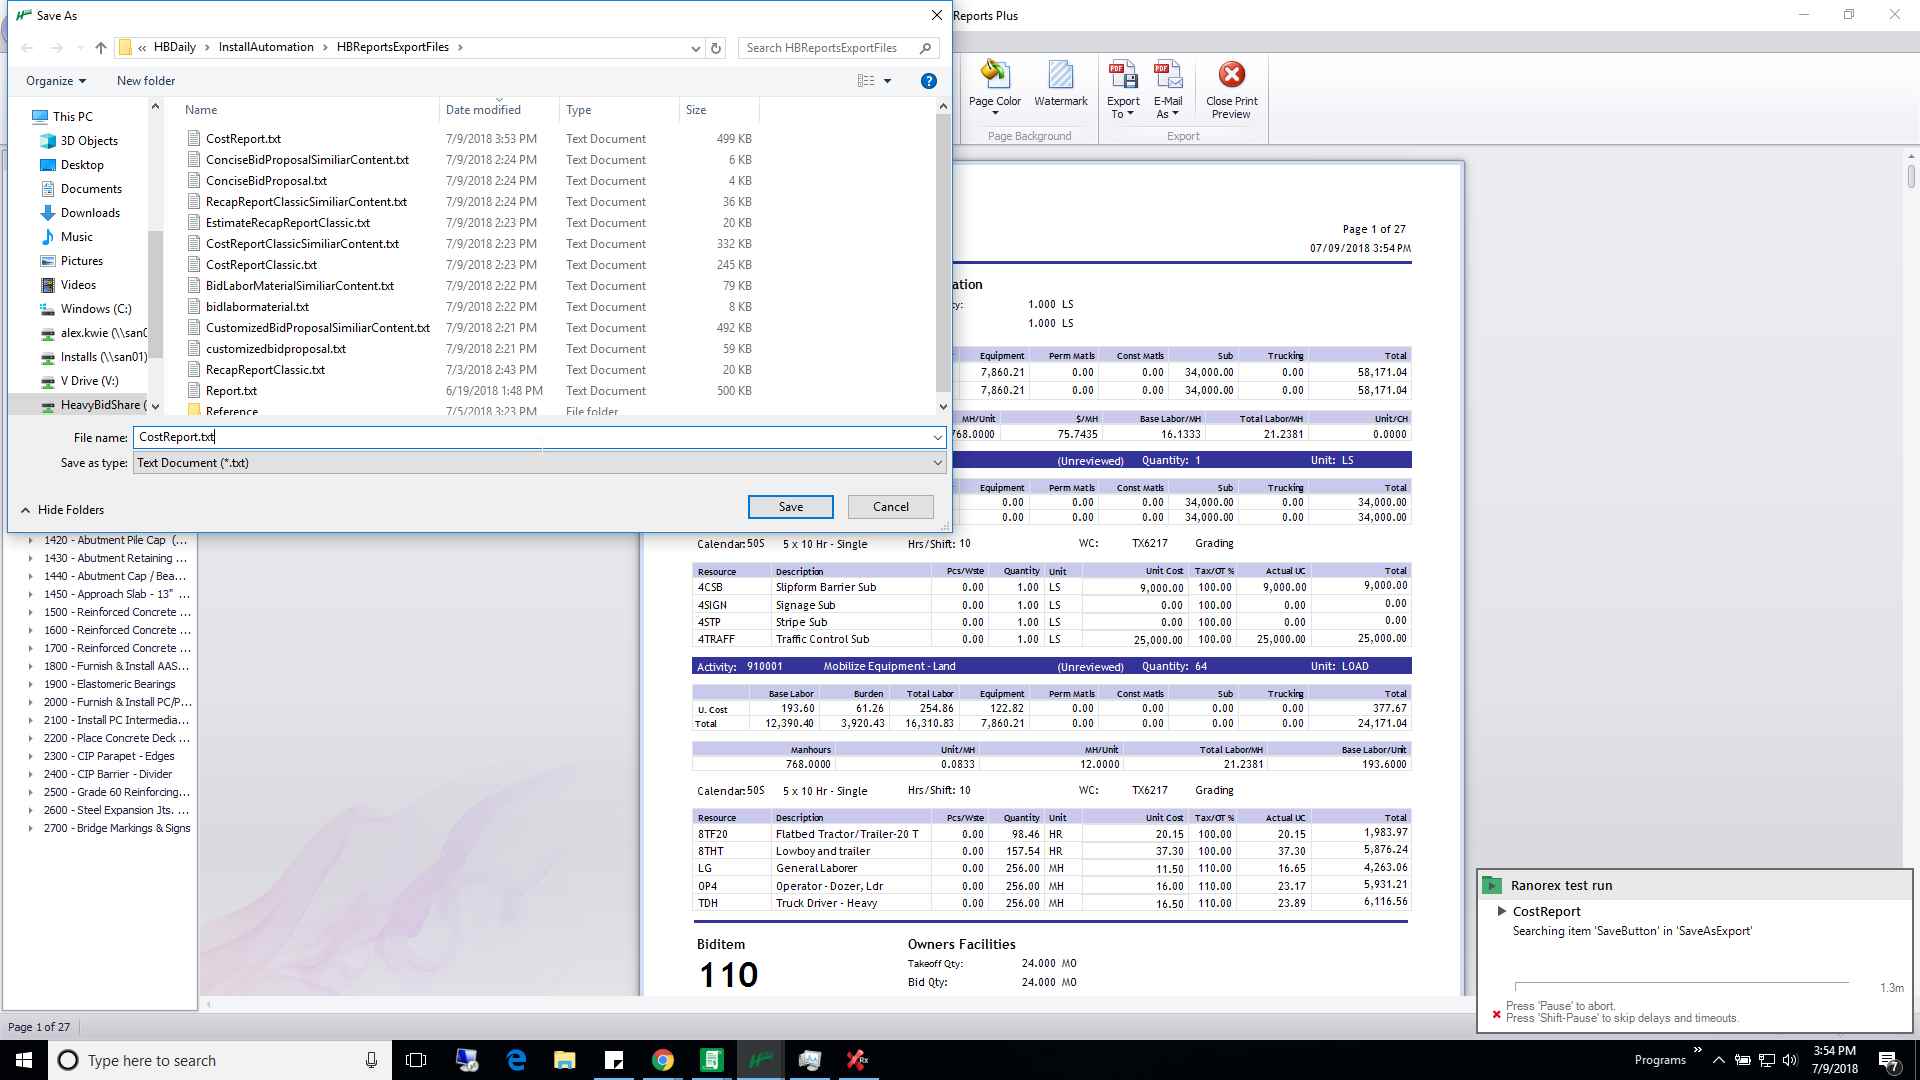 Save As
Reports Plus
« HBDaily > InstallAutomation > HBReportsExportFiles >
Search HBReportsExportFiles
Organize
New folder
Page Color
Watermark
Export To
E-Mail As
Close Print Preview
Page Background
Export
This PC
3D Objects
Desktop
Documents
Downloads
Music
Pictures
Videos
Windows (C:)
alex.kwie (\\san0
Installs (\\san01)
V Drive (V:)
HeavyBidShare (
Name Date modified Type Size
CostReport.txt 7/9/2018 3:53 PM Text Document 499 KB
ConciseBidProposalSimiliarContent.txt 7/9/2018 2:24 PM Text Document 6 KB
ConciseBidProposal.txt 7/9/2018 2:24 PM Text Document 4 KB
RecapReportClassicSimiliarContent.txt 7/9/2018 2:24 PM Text Document 36 KB
EstimateRecapReportClassic.txt 7/9/2018 2:23 PM Text Document 20 KB
CostReportClassicSimiliarContent.txt 7/9/2018 2:23 PM Text Document 332 KB
CostReportClassic.txt 7/9/2018 2:23 PM Text Document 245 KB
BidLaborMaterialSimiliarContent.txt 7/9/2018 2:22 PM Text Document 79 KB
bidlabormaterial.txt 7/9/2018 2:22 PM Text Document 8 KB
CustomizedBidProposalSimiliarContent.txt 7/9/2018 2:21 PM Text Document 492 KB
customizedbidproposal.txt 7/9/2018 2:21 PM Text Document 59 KB
RecapReportClassic.txt 7/3/2018 2:43 PM Text Document 20 KB
Report.txt 6/19/2018 1:48 PM Text Document 500 KB
Reference 7/5/2018 3:23 PM File folder
File name: CostReport.txt
Save as type: Text Document (*.txt)
Hide Folders
Save
Cancel
1420 - Abutment Pile Cap (...
1430 - Abutment Retaining ...
1440 - Abutment Cap / Bea...
1450 - Approach Slab - 13" ...
1500 - Reinforced Concrete ...
1600 - Reinforced Concrete ...
1700 - Reinforced Concrete ...
1800 - Furnish & Install AAS...
1900 - Elastomeric Bearings
2000 - Furnish & Install PC/P...
2100 - Install PC Intermedia...
2200 - Place Concrete Deck ...
2300 - CIP Parapet - Edges
2400 - CIP Barrier - Divider
2500 - Grade 60 Reinforcing...
2600 - Steel Expansion Jts. ...
2700 - Bridge Markings & Signs
Page 1 of 27
07/09/2018 3:54 PM
ation
cy: 1.000 LS
1.000 LS
Equipment Perm Matls Const Matls Sub Trucking Total
7,860.21 0.00 0.00 34,000.00 0.00 58,171.04
7,860.21 0.00 0.00 34,000.00 0.00 58,171.04
MH/Unit $/MH Base Labor/MH Total Labor/MH Unit/CH
768.0000 75.7435 16.1333 21.2381 0.0000
(Unreviewed) Quantity: 1 Unit: LS
Equipment Perm Matls Const Matls Sub Trucking Total
0.00 0.00 0.00 34,000.00 0.00 34,000.00
0.00 0.00 0.00 34,000.00 0.00 34,000.00
Calendar: 50S 5 x 10 Hr - Single Hrs/Shift: 10 WC: TX6217 Grading
Resource Description Pcs/Wste Quantity Unit Unit Cost Tax/OT % Actual UC Total
4CSB Slipform Barrier Sub 0.00 1.00 LS 9,000.00 100.00 9,000.00 9,000.00
4SIGN Signage Sub 0.00 1.00 LS 0.00 100.00 0.00 0.00
4STP Stripe Sub 0.00 1.00 LS 0.00 100.00 0.00 0.00
4TRAFF Traffic Control Sub 0.00 1.00 LS 25,000.00 100.00 25,000.00 25,000.00
Activity: 910001 Mobilize Equipment - Land (Unreviewed) Quantity: 64 Unit: LOAD
Base Labor Burden Total Labor Equipment Perm Matls Const Matls Sub Trucking Total
U. Cost 193.60 61.26 254.86 122.82 0.00 0.00 0.00 0.00 377.67
Total 12,390.40 3,920.43 16,310.83 7,860.21 0.00 0.00 0.00 0.00 24,171.04
Manhours Unit/MH MH/Unit Total Labor/MH Base Labor/Unit
768.0000 0.0833 12.0000 21.2381 193.6000
Calendar: 50S 5 x 10 Hr - Single Hrs/Shift: 10 WC: TX6217 Grading
Resource Description Pcs/Wste Quantity Unit Unit Cost Tax/OT % Actual UC Total
8TF20 Flatbed Tractor/Trailer-20 T 0.00 98.46 HR 20.15 100.00 20.15 1,983.97
8THT Lowboy and trailer 0.00 157.54 HR 37.30 100.00 37.30 5,876.24
LG General Laborer 0.00 256.00 MH 11.50 110.00 16.65 4,263.06
OP4 Operator - Dozer, Ldr 0.00 256.00 MH 16.00 110.00 23.17 5,931.21
TDH Truck Driver - Heavy 0.00 256.00 MH 16.50 110.00 23.89 6,116.56
Biditem Owners Facilities
110 Takeoff Qty: 24.000 MO
Bid Qty: 24.000 MO
Ranorex test run
CostReport
Searching item 'SaveButton' in 'SaveAsExport'
1.3m
Press 'Pause' to abort.
Press 'Shift-Pause' to skip delays and timeouts.
Page 1 of 27
Type here to search
Programs
3:54 PM
7/9/2018
7